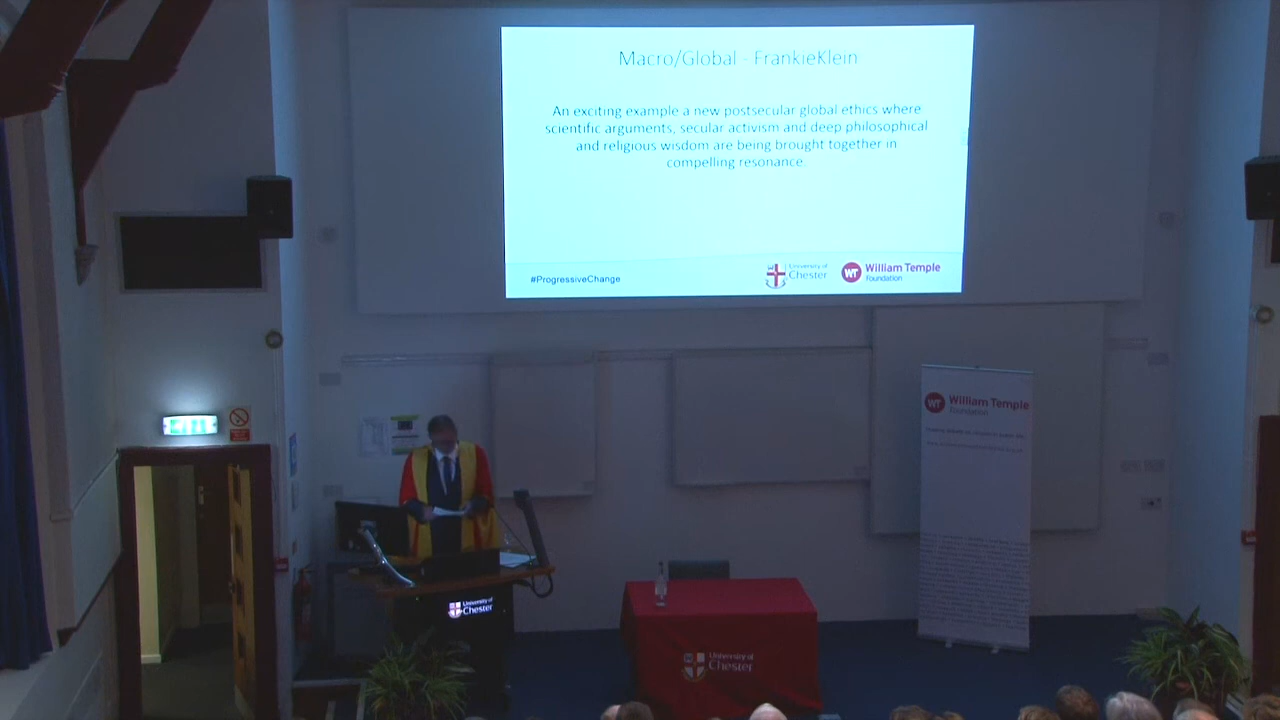 Macro/Global - FrankieKlein
An exciting example a new postsecular global ethics where
scientific arguments, secular activism and deep philosophical
and religious wisdom are being brought together in
compelling resonance.
#ProgressiveChange
University of
Chester
WT
William Temple
Foundation
WT
William Temple
Foundation
University of
Chester
University of
Chester